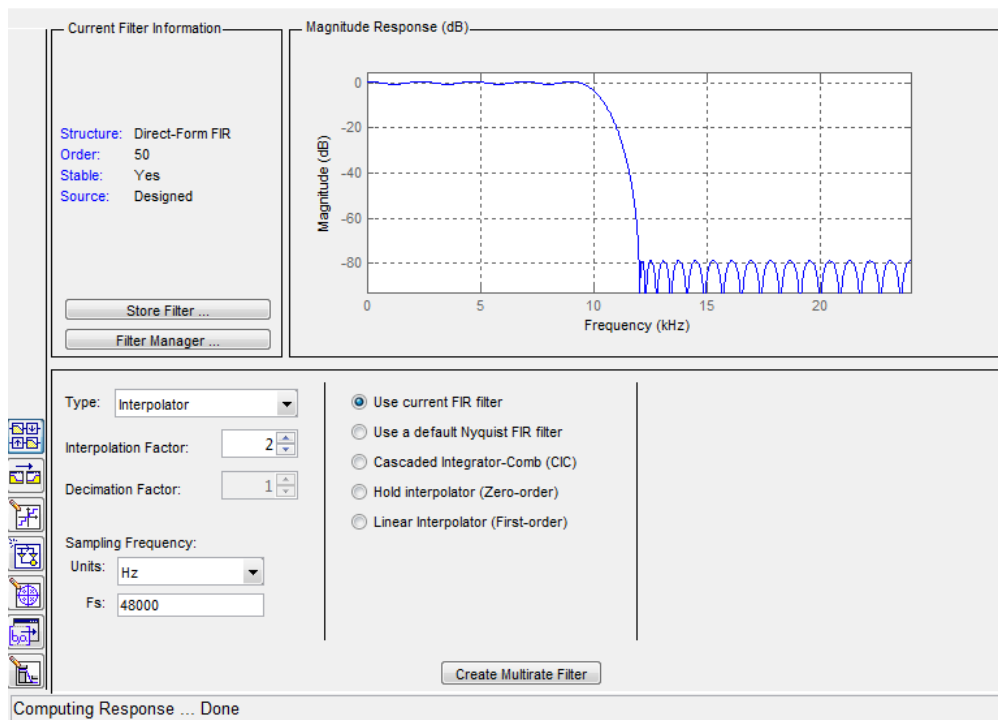 Current Filter Information
Structure: Direct-Form FIR
Order: 50
Stable: Yes
Source: Designed
Store Filter ...
Filter Manager ...
Magnitude Response (dB)
Magnitude (dB)
0
-20
-40
-60
-80
0 5 10 15 20
Frequency (kHz)
Type: Interpolator
Interpolation Factor: 2
Decimation Factor: 1
Sampling Frequency:
Units: Hz
Fs: 48000
Use current FIR filter
Use a default Nyquist FIR filter
Cascaded Integrator-Comb (CIC)
Hold interpolator (Zero-order)
Linear Interpolator (First-order)
Create Multirate Filter
Computing Response ... Done